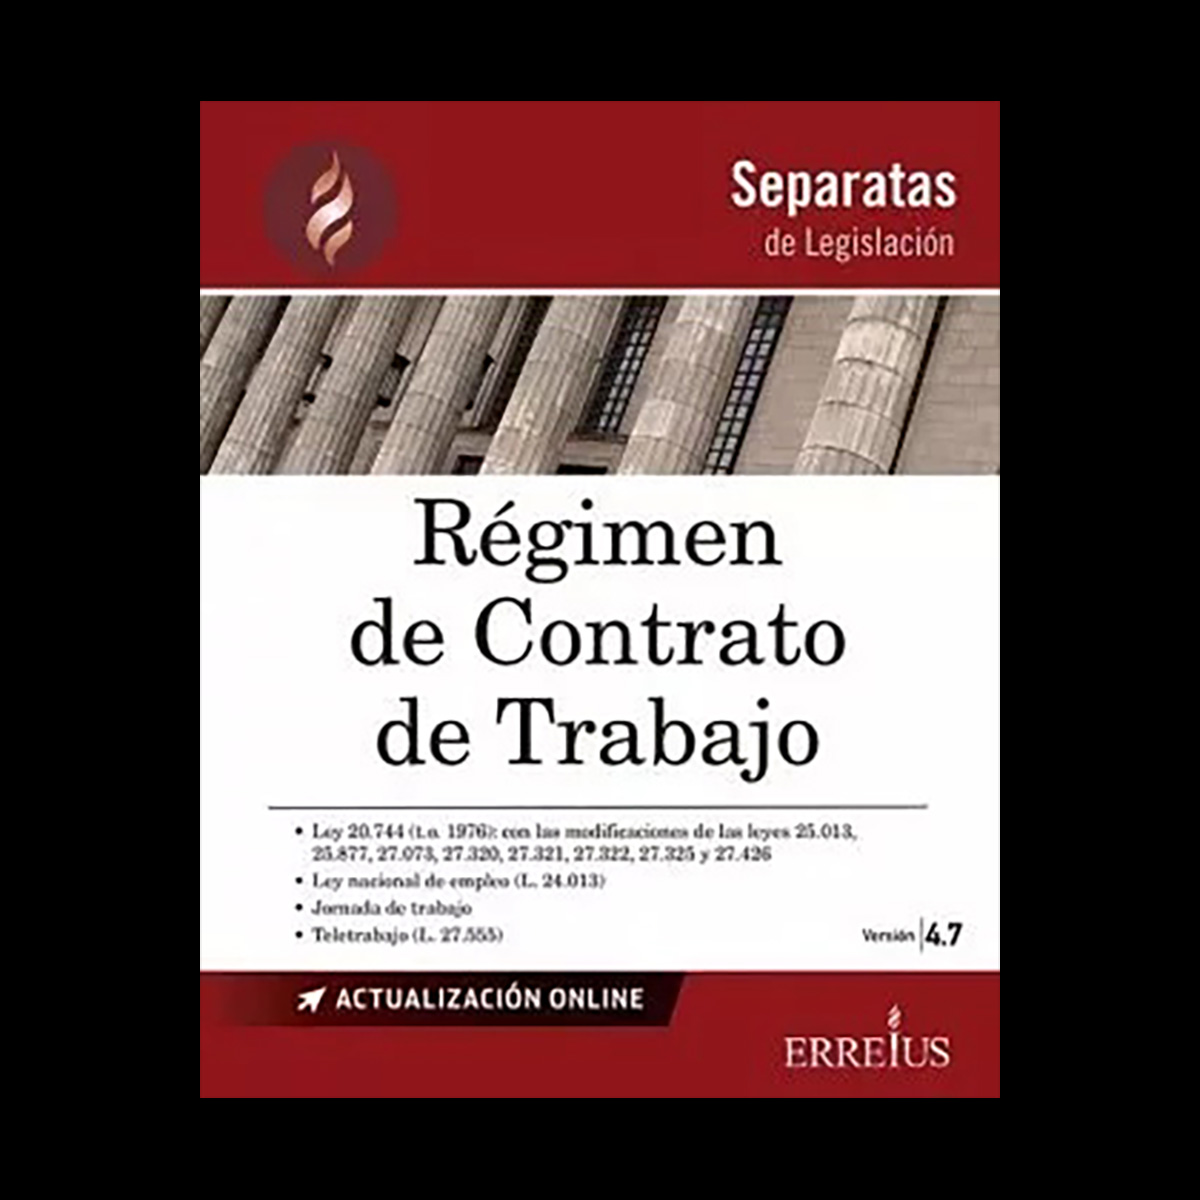 Separatas
de Legislación
Régimen
de Contrato
de Trabajo
• Ley 20.744 (t.o. 1976): con las modificaciones de las leyes 25.013,
25.877, 27.073, 27.320, 27.321, 27.322, 27.325 y 27.426
• Ley nacional de empleo (L. 24.013)
• Jornada de trabajo
• Teletrabajo (L. 27.555)
Versión 4.7
ACTUALIZACIÓN ONLINE
ERREIUS